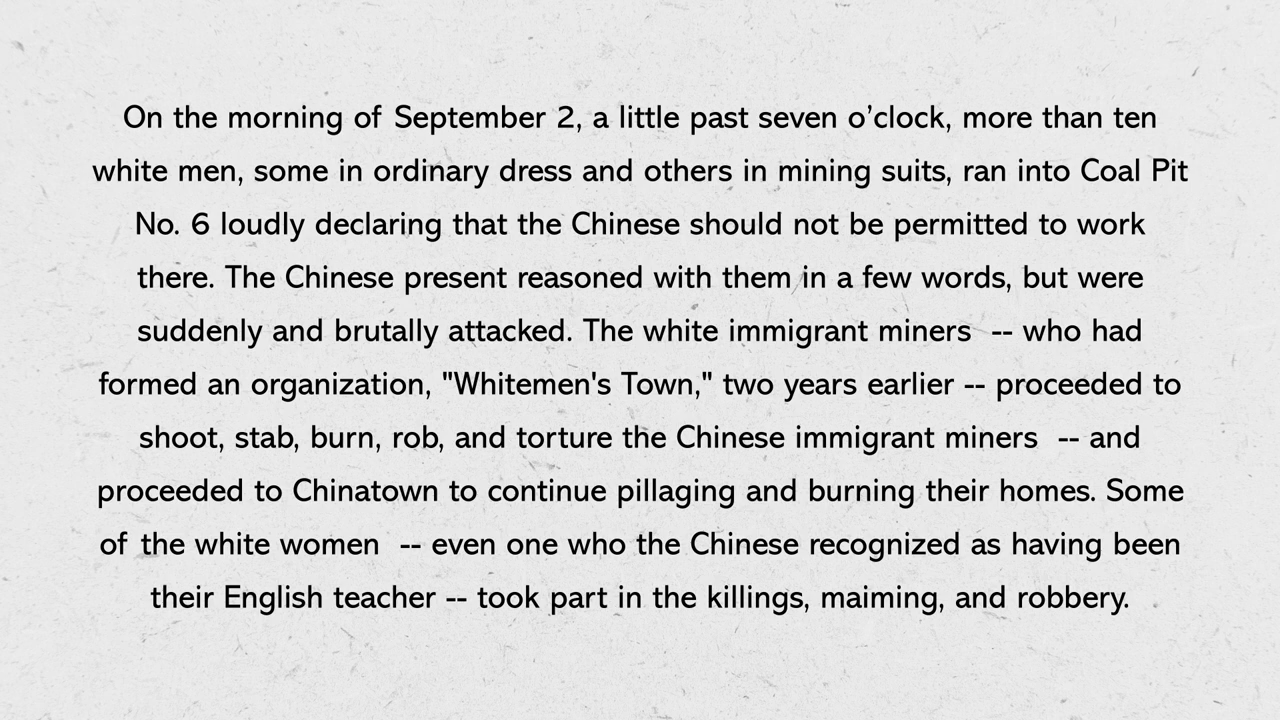 On the morning of September 2, a little past seven o’clock, more than ten
white men, some in ordinary dress and others in mining suits, ran into Coal Pit
No. 6 loudly declaring that the Chinese should not be permitted to work
there. The Chinese present reasoned with them in a few words, but were
suddenly and brutally attacked. The white immigrant miners  -- who had
formed an organization, "Whitemen's Town," two years earlier -- proceeded to
shoot, stab, burn, rob, and torture the Chinese immigrant miners  -- and
proceeded to Chinatown to continue pillaging and burning their homes. Some
of the white women  -- even one who the Chinese recognized as having been
their English teacher -- took part in the killings, maiming, and robbery.